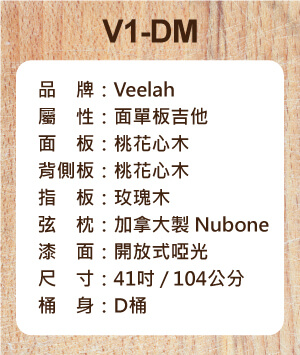 V1-DM
品　牌：Veelah
屬　性：面單板吉他
面　板：桃花心木
背側板：桃花心木
指　板：玫瑰木
弦　枕：加拿大製 Nubone
漆　面：開放式啞光
尺　寸：41吋 / 104公分
桶　身：D桶